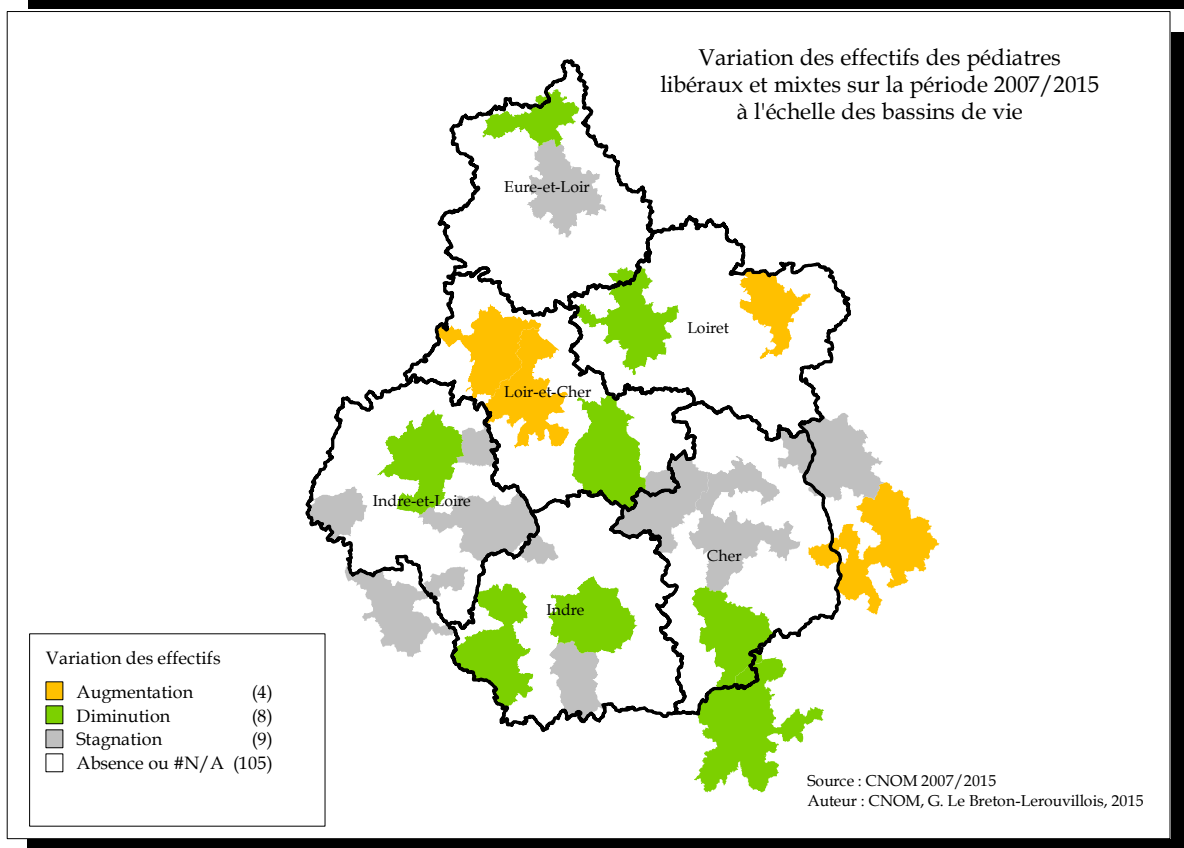 Variation des effectifs des pédiatres
libéraux et mixtes sur la période 2007/2015
à l'échelle des bassins de vie
Eure-et-Loir
Loiret
Loir-et-Cher
Indre-et-Loire
Cher
Indre
Variation des effectifs
Augmentation (4)
Diminution (8)
Stagnation (9)
Absence ou #N/A (105)
Source : CNOM 2007/2015
Auteur : CNOM, G. Le Breton-Lerouvillois, 2015